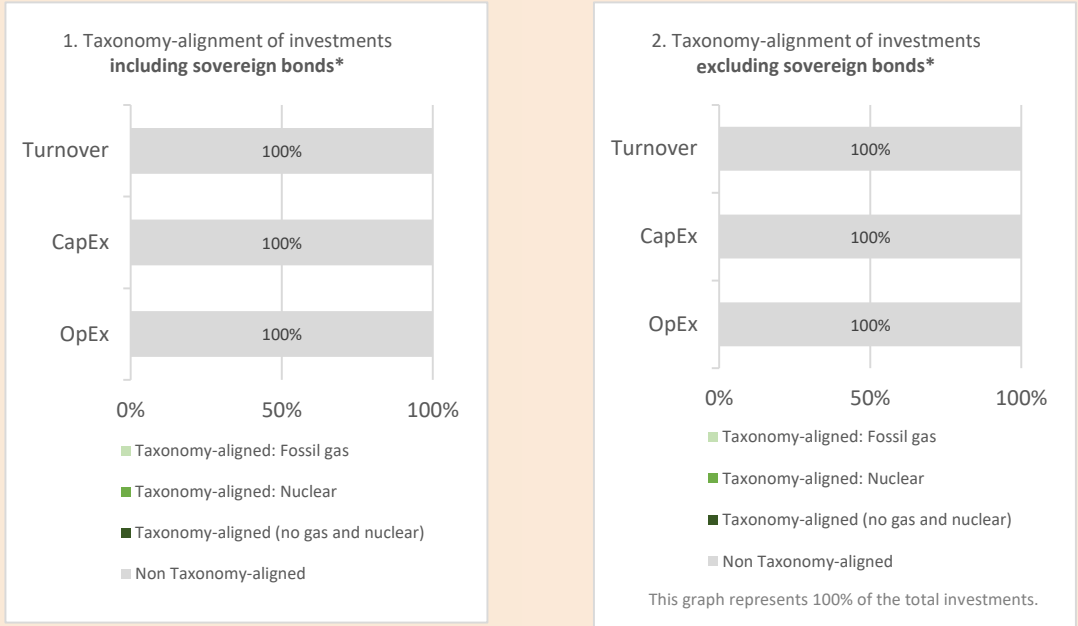 1. Taxonomy-alignment of investments
including sovereign bonds*
Turnover
100%
CapEx
100%
OpEx
100%
0%
50%
100%
Taxonomy-aligned: Fossil gas
Taxonomy-aligned: Nuclear
Taxonomy-aligned (no gas and nuclear)
Non Taxonomy-aligned
2. Taxonomy-alignment of investments
excluding sovereign bonds*
Turnover
100%
CapEx
100%
OpEx
100%
0%
50%
100%
Taxonomy-aligned: Fossil gas
Taxonomy-aligned: Nuclear
Taxonomy-aligned (no gas and nuclear)
Non Taxonomy-aligned
This graph represents 100% of the total investments.